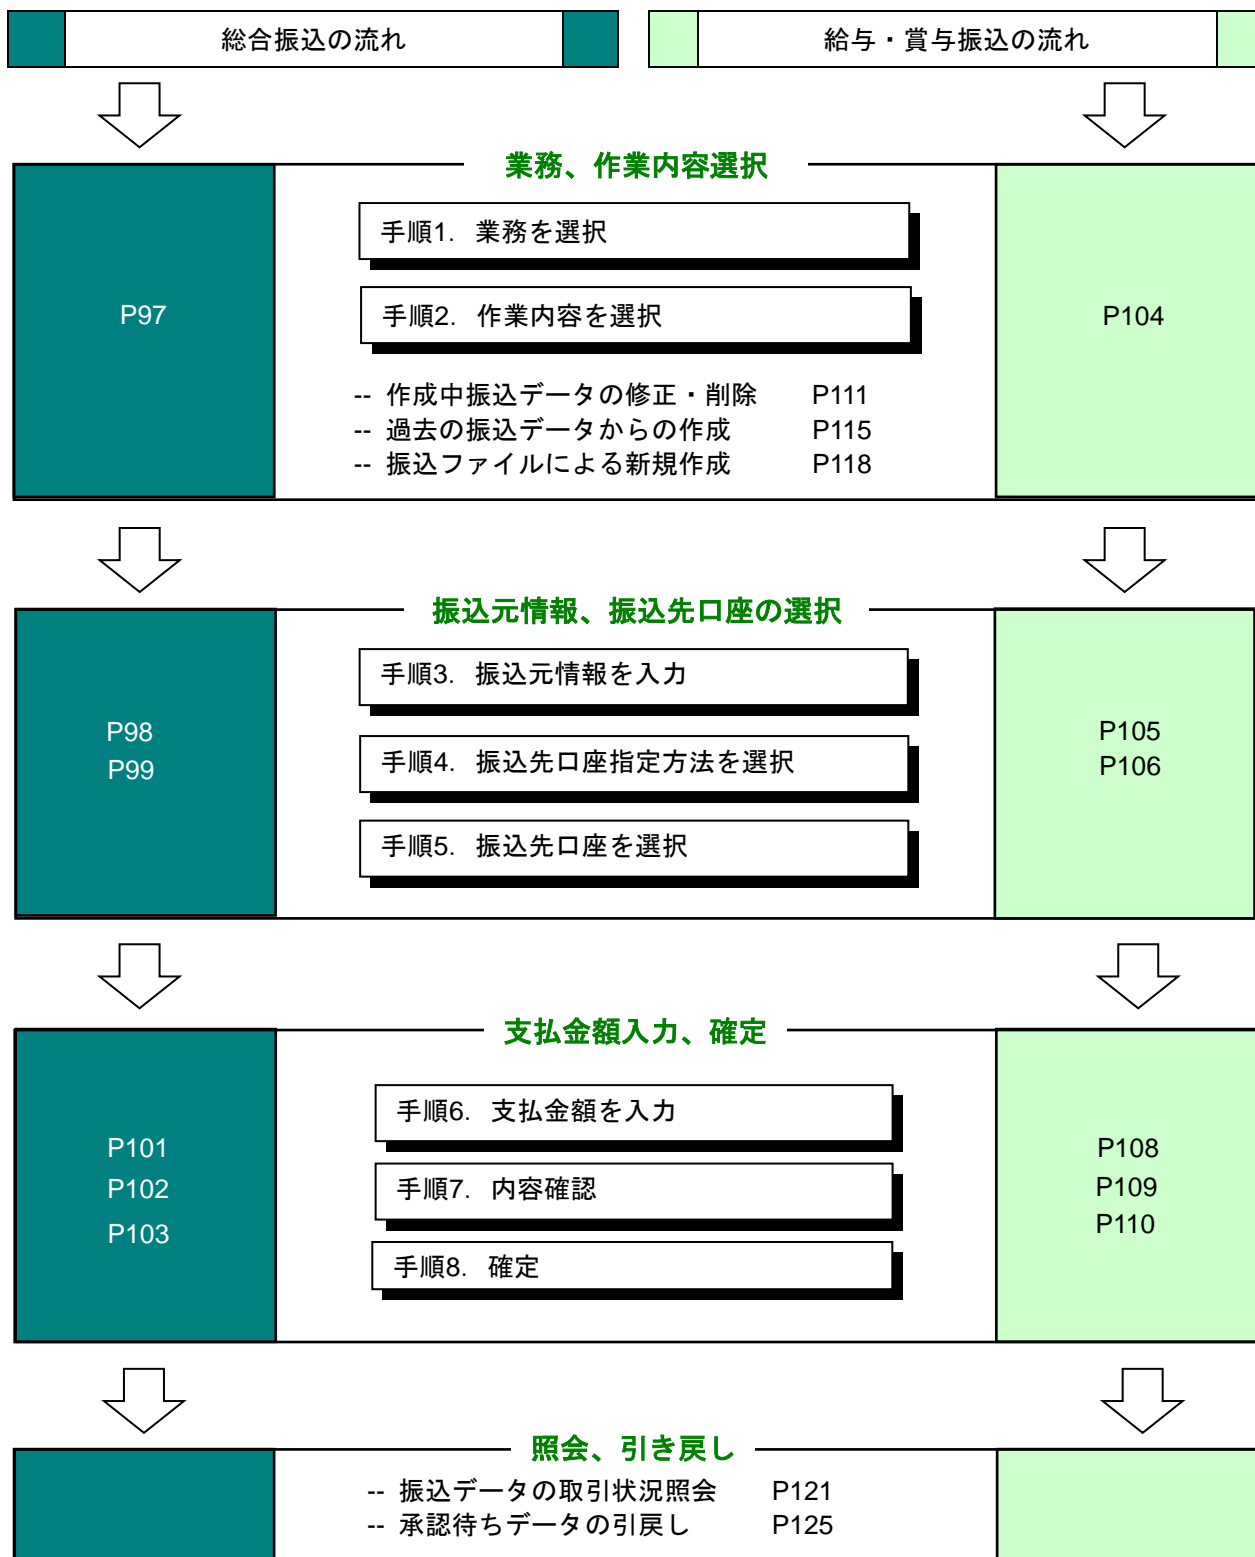 総合振込の流れ
給与・賞与振込の流れ
業務、作業内容選択
P97
手順1. 業務を選択
手順2. 作業内容を選択
-- 作成中振込データの修正・削除 P111
-- 過去の振込データからの作成 P115
-- 振込ファイルによる新規作成 P118
P104
振込元情報、振込先口座の選択
P98
P99
手順3. 振込元情報を入力
手順4. 振込先口座指定方法を選択
手順5. 振込先口座を選択
P105
P106
支払金額入力、確定
P101
P102
P103
手順6. 支払金額を入力
手順7. 内容確認
手順8. 確定
P108
P109
P110
照会、引き戻し
-- 振込データの取引状況照会 P121
-- 承認待ちデータの引戻し P125